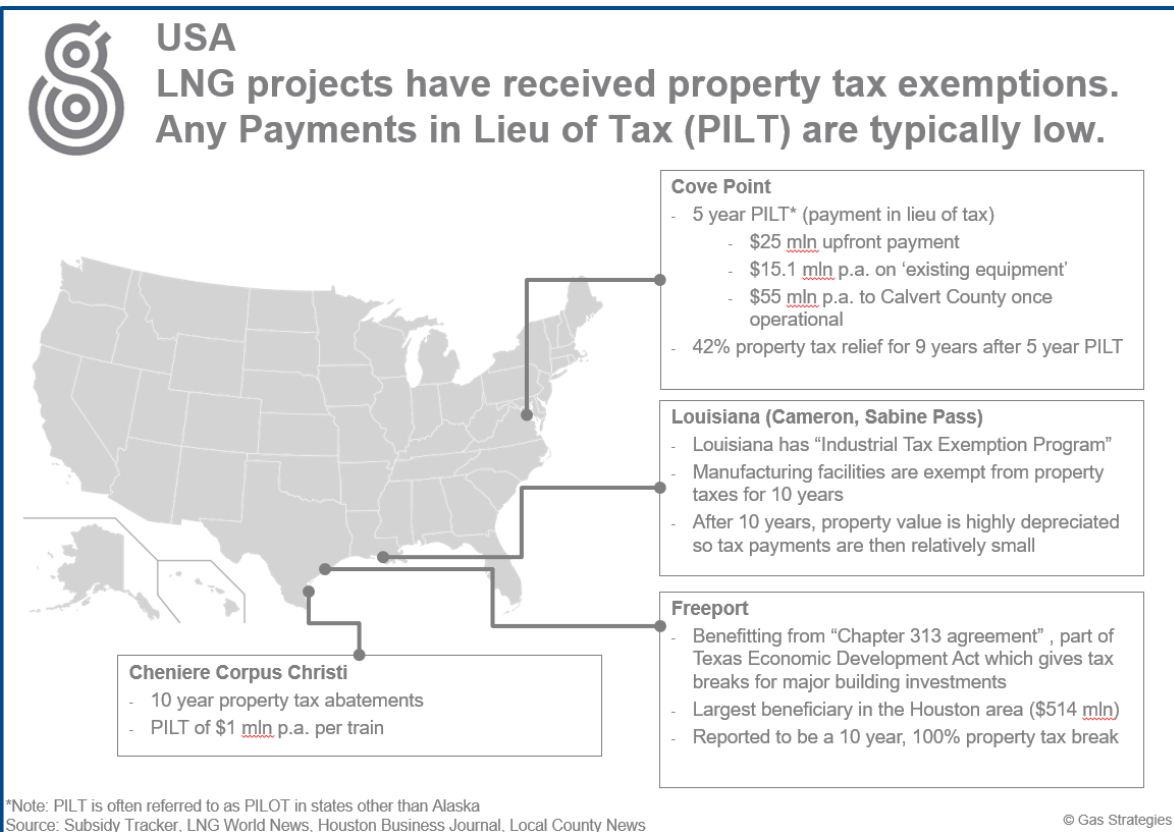 USA
LNG projects have received property tax exemptions.
Any Payments in Lieu of Tax (PILT) are typically low.
Cove Point
- 5 year PILT* (payment in lieu of tax)
- $25 mln upfront payment
- $15.1 mln p.a. on ‘existing equipment’
- $55 mln p.a. to Calvert County once
operational
- 42% property tax relief for 9 years after 5 year PILT
Louisiana (Cameron, Sabine Pass)
- Louisiana has “Industrial Tax Exemption Program”
- Manufacturing facilities are exempt from property
taxes for 10 years
- After 10 years, property value is highly depreciated
so tax payments are then relatively small
Freeport
- Benefitting from “Chapter 313 agreement” , part of
Texas Economic Development Act which gives tax
breaks for major building investments
- Largest beneficiary in the Houston area ($514 mln)
- Reported to be a 10 year, 100% property tax break
Cheniere Corpus Christi
- 10 year property tax abatements
- PILT of $1 mln p.a. per train
*Note: PILT is often referred to as PILOT in states other than Alaska
Source: Subsidy Tracker, LNG World News, Houston Business Journal, Local County News
© Gas Strategies